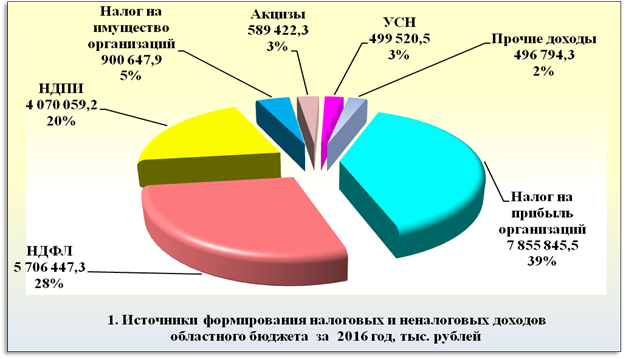 Налог на
имущество
организаций
900 647,9
5%
Акцизы
589 422,3
3%
УСН
499 520,5
3%
Прочие доходы
496 794,3
2%
НДПИ
4 070 059,2
20%
Налог на
прибыль
организаций
7 855 845,5
39%
НДФЛ
5 706 447,3
28%
1. Источники формирования налоговых и неналоговых доходов
областного бюджета за 2016 год, тыс. рублей